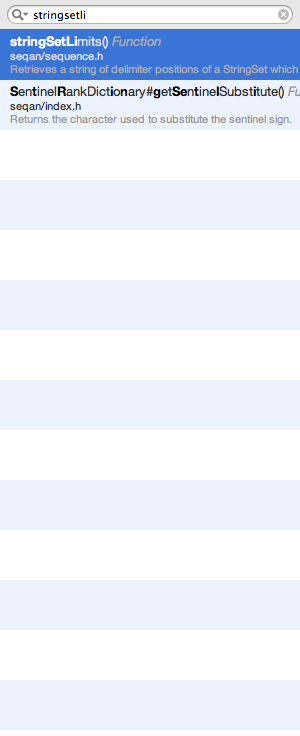 stringsetli
stringSetLimits() Function
seqan/sequence.h
Retrieves a string of delimiter positions of a StringSet which
SentinelRankDictionary#getSentinelSubstitute() Fu
seqan/index.h
Returns the character used to substitute the sentinel sign.